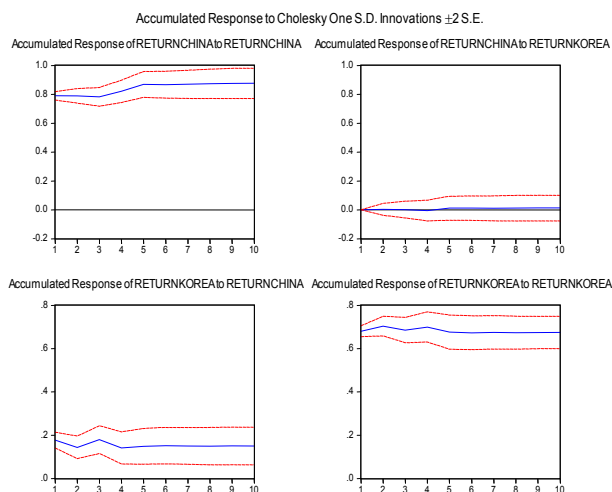 Accumulated Response to Cholesky One S.D. Innovations ±2 S.E.
Accumulated Response of RETURNCHINA to RETURNCHINA
1.0
0.8
0.6
0.4
0.2
0.0
-0.2
1 2 3 4 5 6 7 8 9 10
Accumulated Response of RETURNCHINA to RETURNKOREA
1.0
0.8
0.6
0.4
0.2
0.0
-0.2
1 2 3 4 5 6 7 8 9 10
Accumulated Response of RETURNKOREA to RETURNCHINA
.8
.6
.4
.2
.0
1 2 3 4 5 6 7 8 9 10
Accumulated Response of RETURNKOREA to RETURNKOREA
.8
.6
.4
.2
.0
1 2 3 4 5 6 7 8 9 10